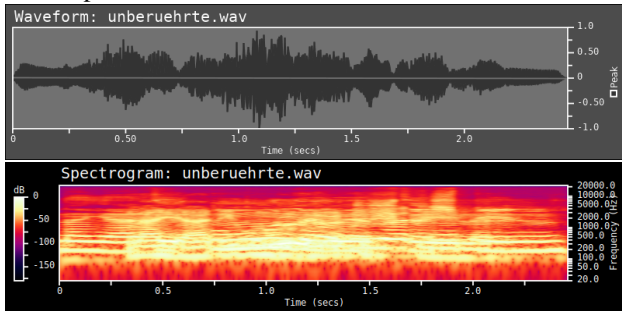 Waveform: unberuehrte.wav
1.0
0.50
0
-0.50
-1.0
Peak
0 0.50 1.0 1.5 2.0
Time (secs)
Spectrogram: unberuehrte.wav
dB
0
-50
-100
-150
20000.0
10000.0
5000.0
2000.0
1000.0
500.0
200.0
100.0
50.0
20.0
Frequency (Hz)
0 0.5 1.0 1.5 2.0
Time (secs)